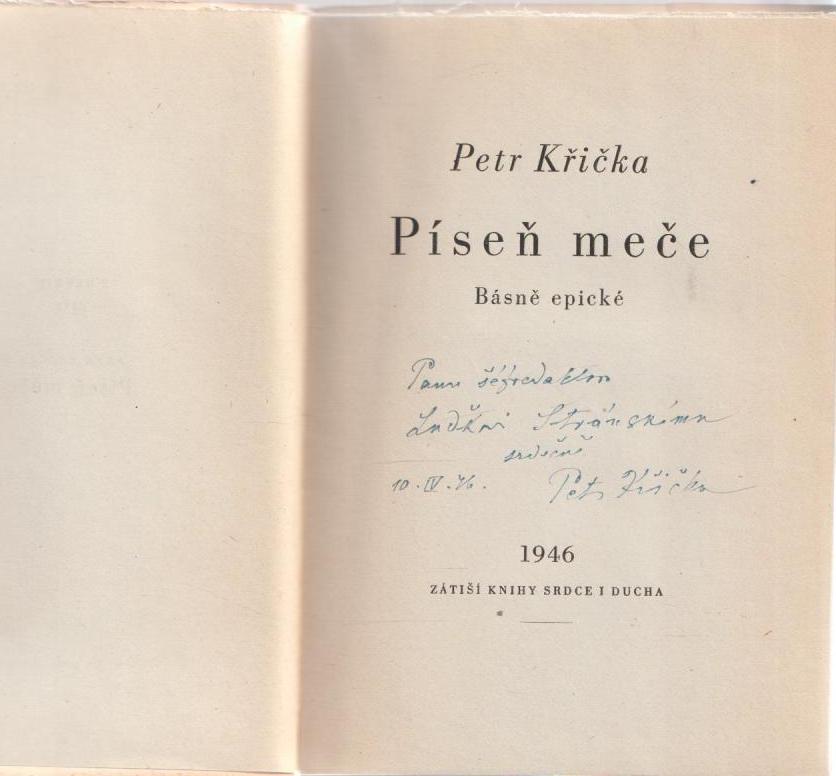 Petr Křička
Píseň meče
Básně epické
Panu šéfredaktoru
Luďku Stránskému
srdečně
10.IV.46. Petr Křička
1946
ZÁTIŠÍ KNIHY SRDCE I DUCHA